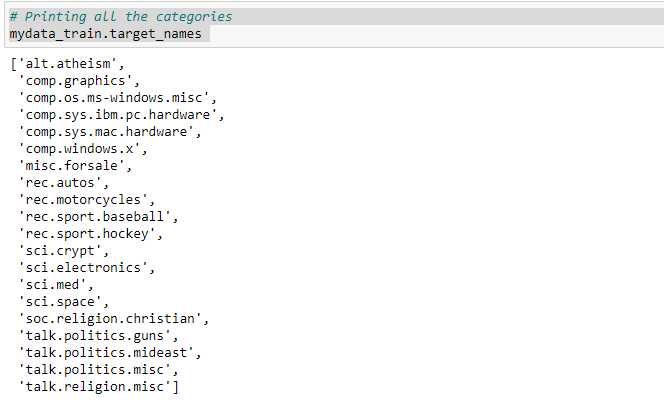 # Printing all the categories
mydata_train.target_names
['alt.atheism',
'comp.graphics',
'comp.os.ms-windows.misc',
'comp.sys.ibm.pc.hardware',
'comp.sys.mac.hardware',
'comp.windows.x',
'misc.forsale',
'rec.autos',
'rec.motorcycles',
'rec.sport.baseball',
'rec.sport.hockey',
'sci.crypt',
'sci.electronics',
'sci.med',
'sci.space',
'soc.religion.christian',
'talk.politics.guns',
'talk.politics.mideast',
'talk.politics.misc',
'talk.religion.misc']